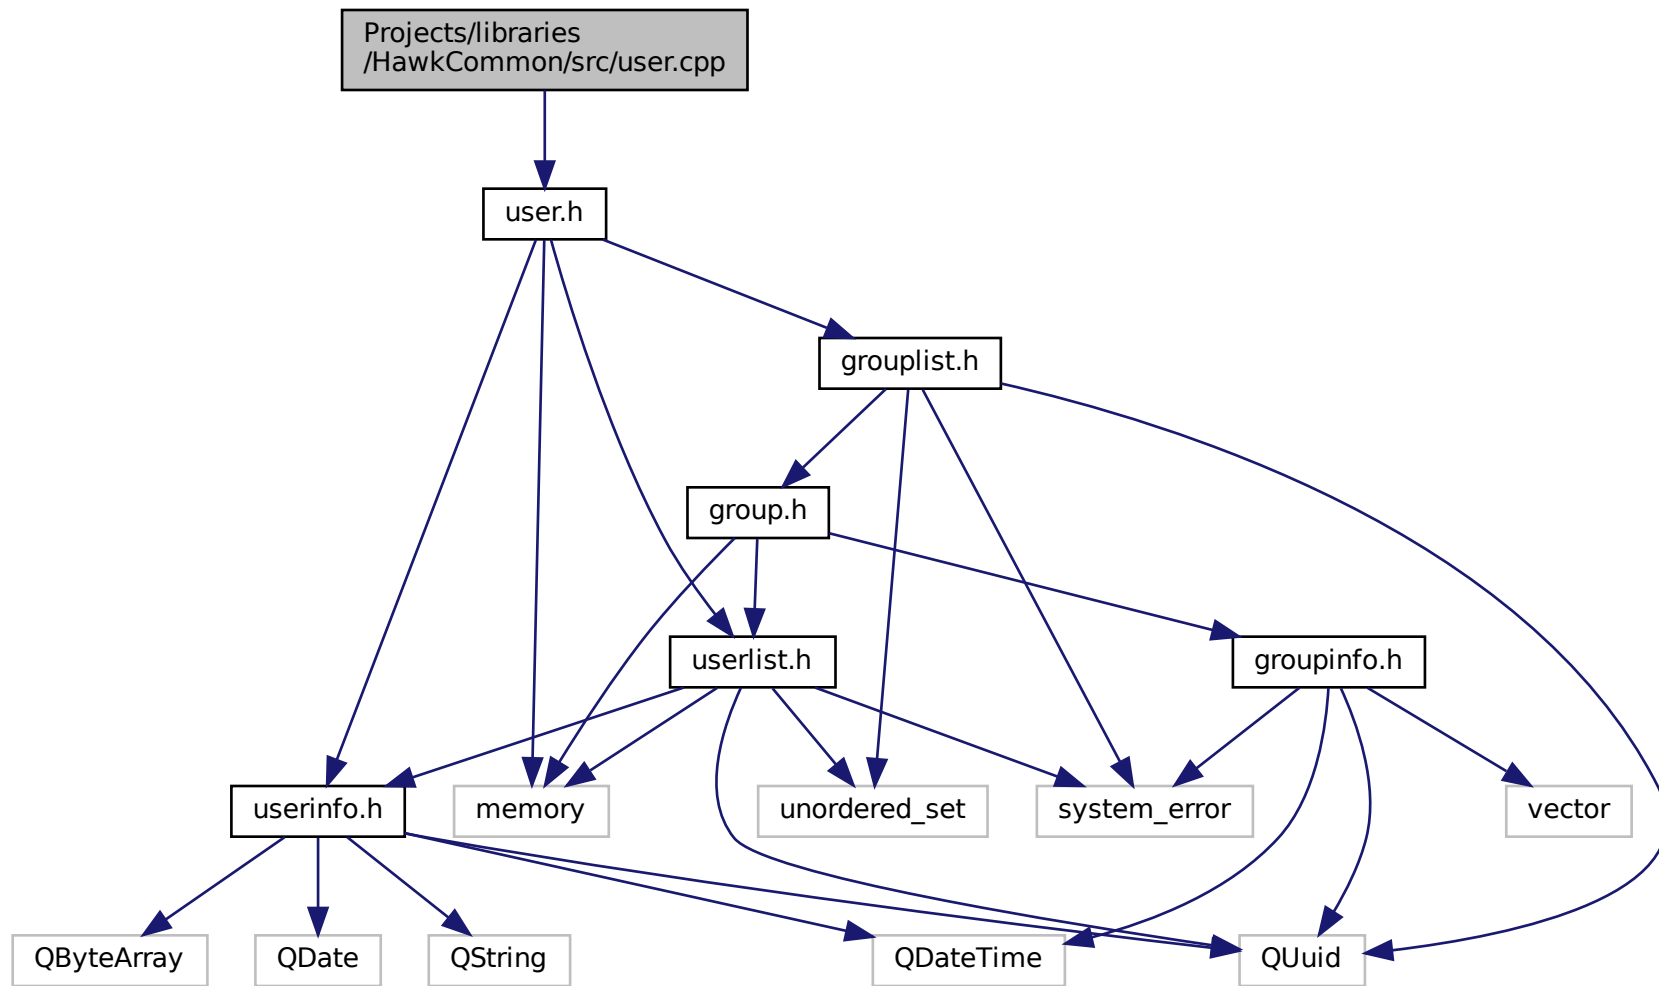 Projects/libraries
/HawkCommon/src/user.cpp
user.h
grouplist.h
group.h
userlist.h
groupinfo.h
userinfo.h
memory
unordered_set
system_error
vector
QByteArray
QDate
QString
QDateTime
QUuid